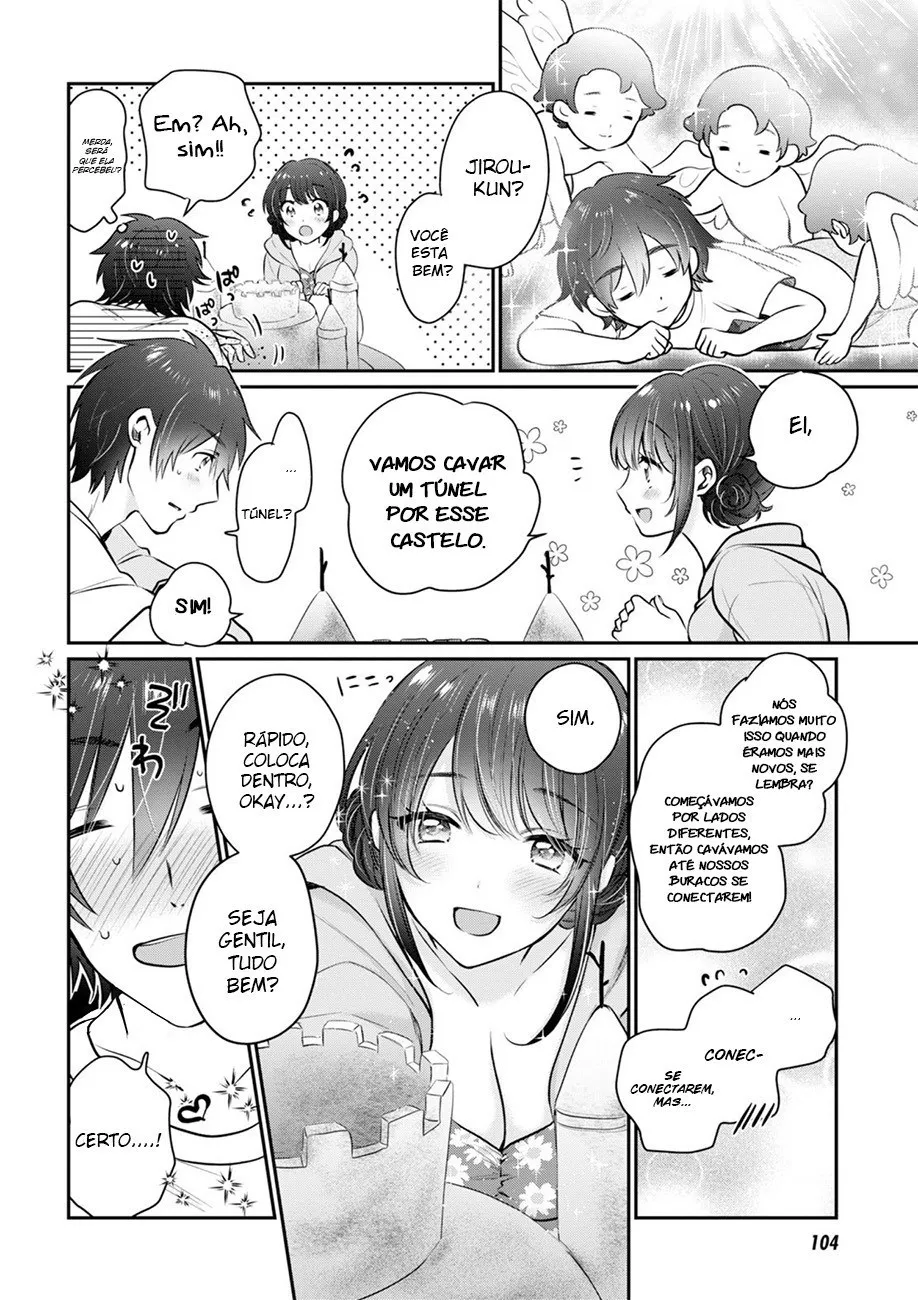 JIROU-
KUN?
VOCÊ
ESTA
BEM?
Em? Ah,
sim!!
MERDA,
SERÁ
QUE ELA
PERCEBEU?
EI,
VAMOS CAVAR
UM TÚNEL
POR ESSE
CASTELO.
...
TÚNEL?
SIM!
NÓS
FAZÍAMOS MUITO
ISSO QUANDO
ÉRAMOS MAIS
NOVOS, SE
LEMBRA?
COMEÇÁVAMOS
POR LADOS
DIFERENTES,
ENTÃO CAVÁVAMOS
ATÉ NOSSOS
BURACOS SE
CONECTAREM!
...
CONEC-
SE
CONECTAREM,
MAS...
SIM.
RÁPIDO,
COLOCA
DENTRO,
OKAY...?
SEJA
GENTIL,
TUDO
BEM?
CERTO....!
104